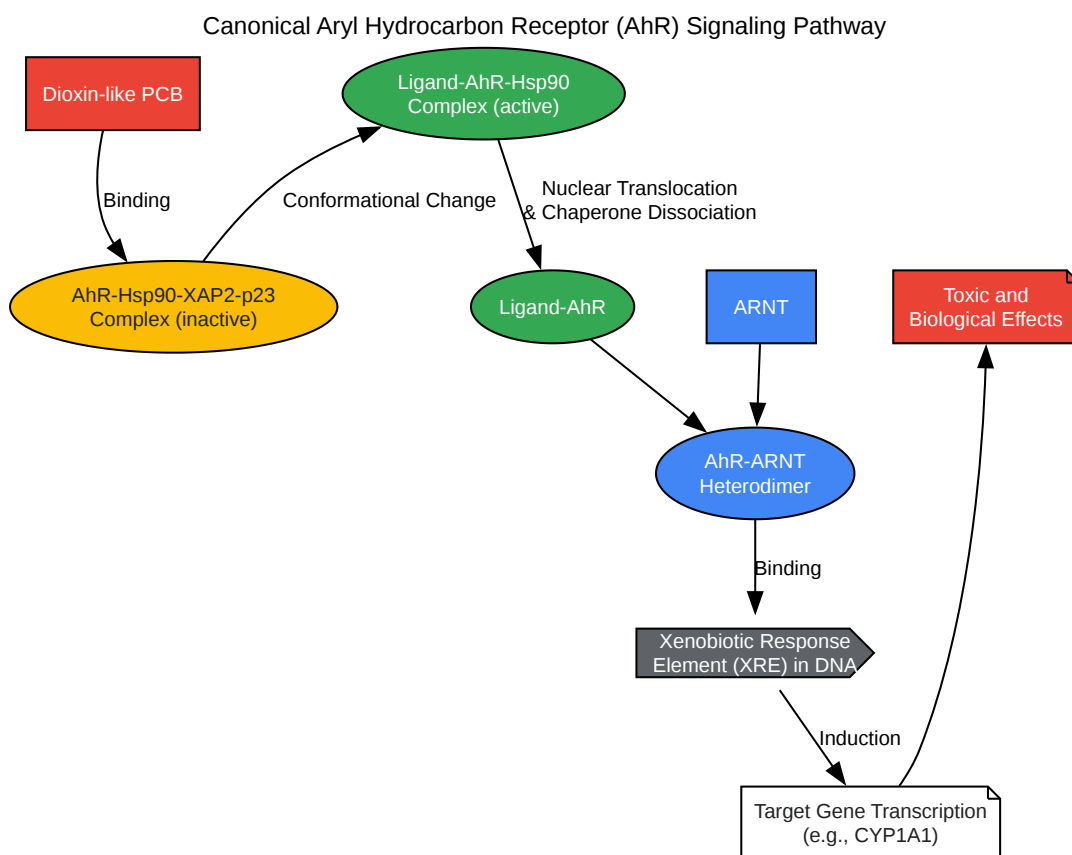 Canonical Aryl Hydrocarbon Receptor (AhR) Signaling Pathway
Dioxin-like PCB
Ligand-AhR-Hsp90
Complex (active)
Binding
Conformational Change
Nuclear Translocation
& Chaperone Dissociation
AhR-Hsp90-XAP2-p23
Complex (inactive)
Ligand-AhR
ARNT
Toxic and
Biological Effects
AhR-ARNT
Heterodimer
Binding
Xenobiotic Response
Element (XRE) in DNA
Induction
Target Gene Transcription
(e.g., CYP1A1)